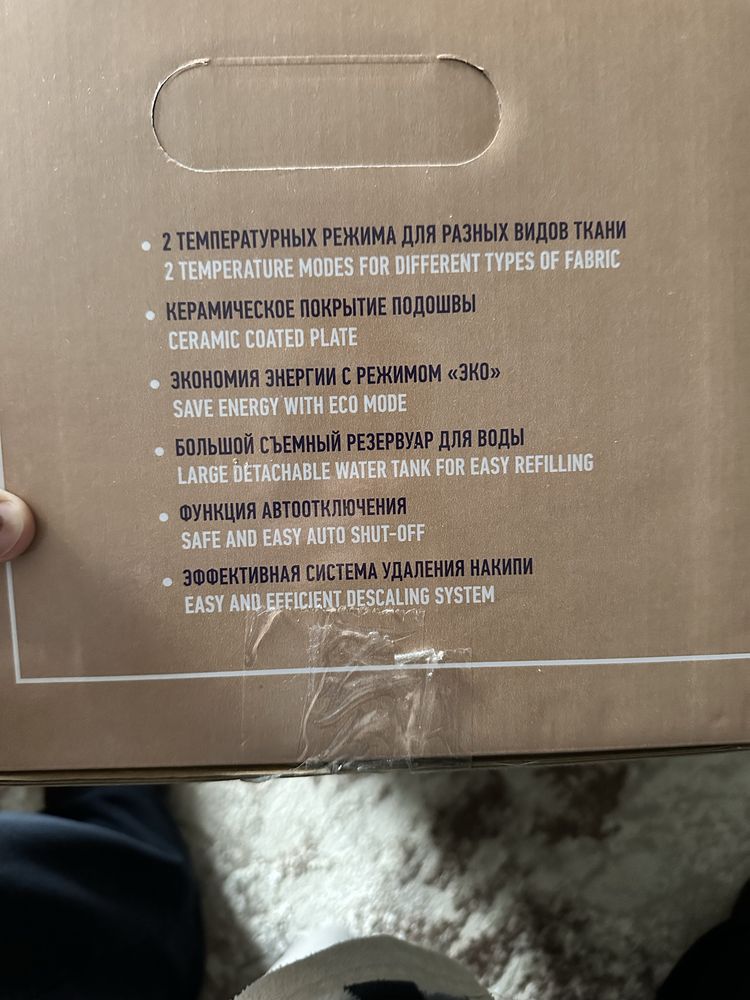 • 2 ТЕМПЕРАТУРНЫХ РЕЖИМА ДЛЯ РАЗНЫХ ВИДОВ ТКАНИ
2 TEMPERATURE MODES FOR DIFFERENT TYPES OF FABRIC
• КЕРАМИЧЕСКОЕ ПОКРЫТИЕ ПОДОШВЫ
CERAMIC COATED PLATE
• ЭКОНОМИЯ ЭНЕРГИИ С РЕЖИМОМ «ЭКО»
SAVE ENERGY WITH ECO MODE
• БОЛЬШОЙ СЪЕМНЫЙ РЕЗЕРВУАР ДЛЯ ВОДЫ
LARGE DETACHABLE WATER TANK FOR EASY REFILLING
• ФУНКЦИЯ АВТООТКЛЮЧЕНИЯ
SAFE AND EASY AUTO SHUT-OFF
• ЭФФЕКТИВНАЯ СИСТЕМА УДАЛЕНИЯ НАКИПИ
EASY AND EFFICIENT DESCALING SYSTEM